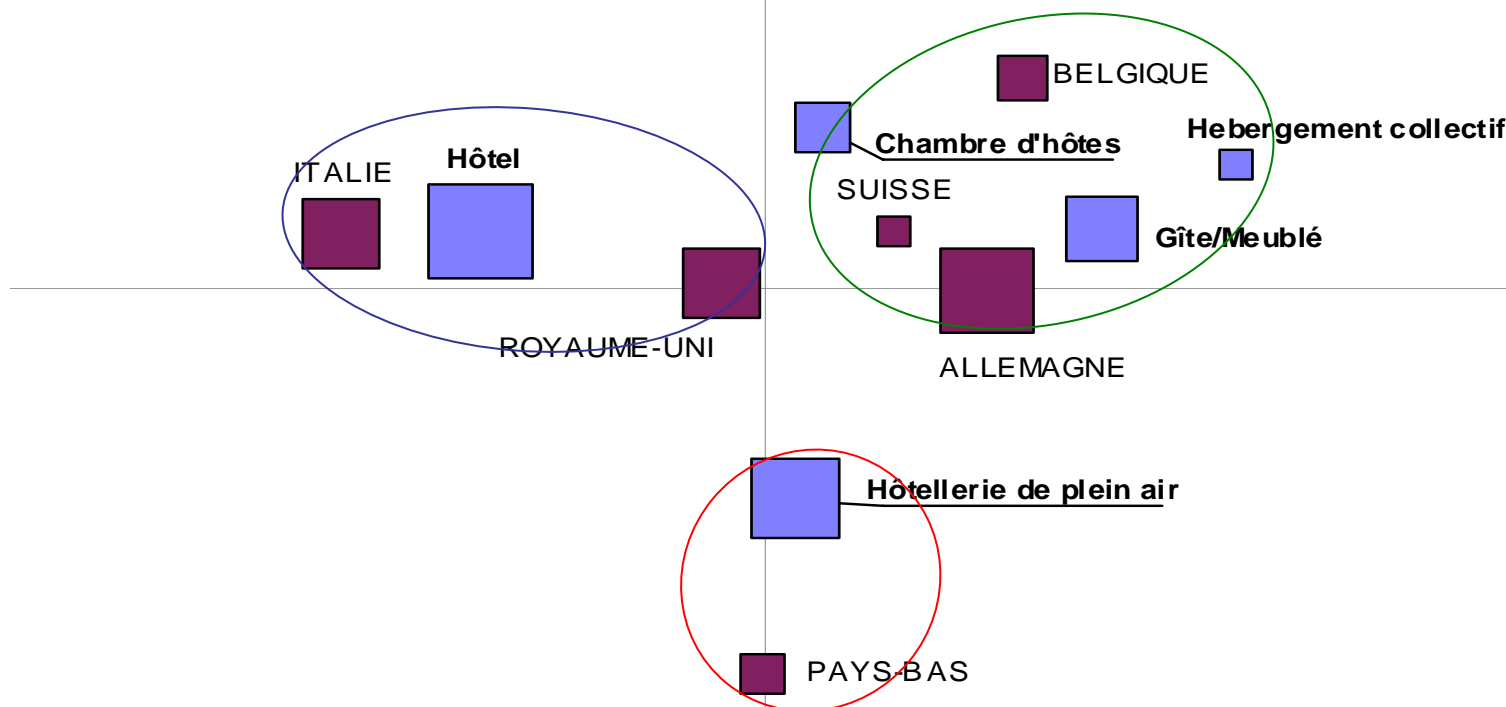 BELGIQUE
Hebergement collectif
Chambre d'hôtes
Hôtel
ITALIE
SUISSE
Gîte/Meublé
ROYAUME-UNI
ALLEMAGNE
Hôtellerie de plein air
PAYS-BAS